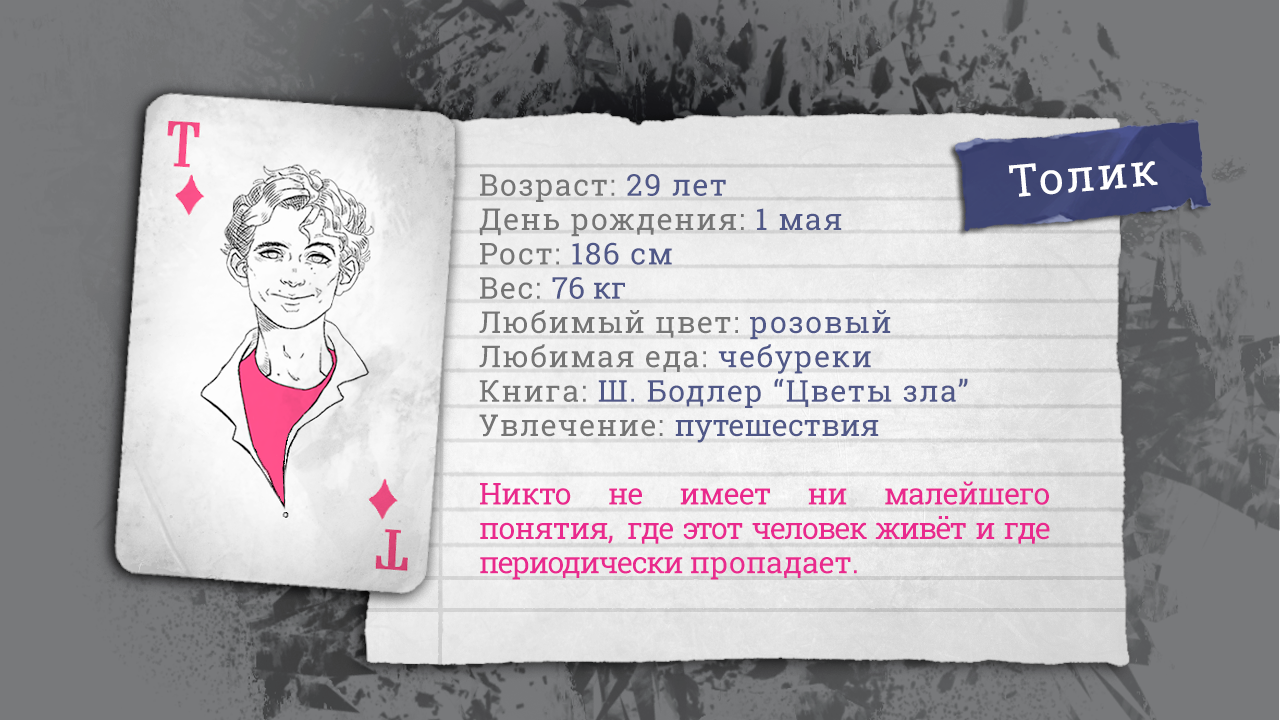 Т
Толик
Возраст: 29 лет
День рождения: 1 мая
Рост: 186 см
Вес: 76 кг
Любимый цвет: розовый
Любимая еда: чебуреки
Книга: Ш. Бодлер “Цветы зла”
Увлечение: путешествия
Никто не имеет ни малейшего
понятия, где этот человек живёт и где
периодически пропадает.
Т